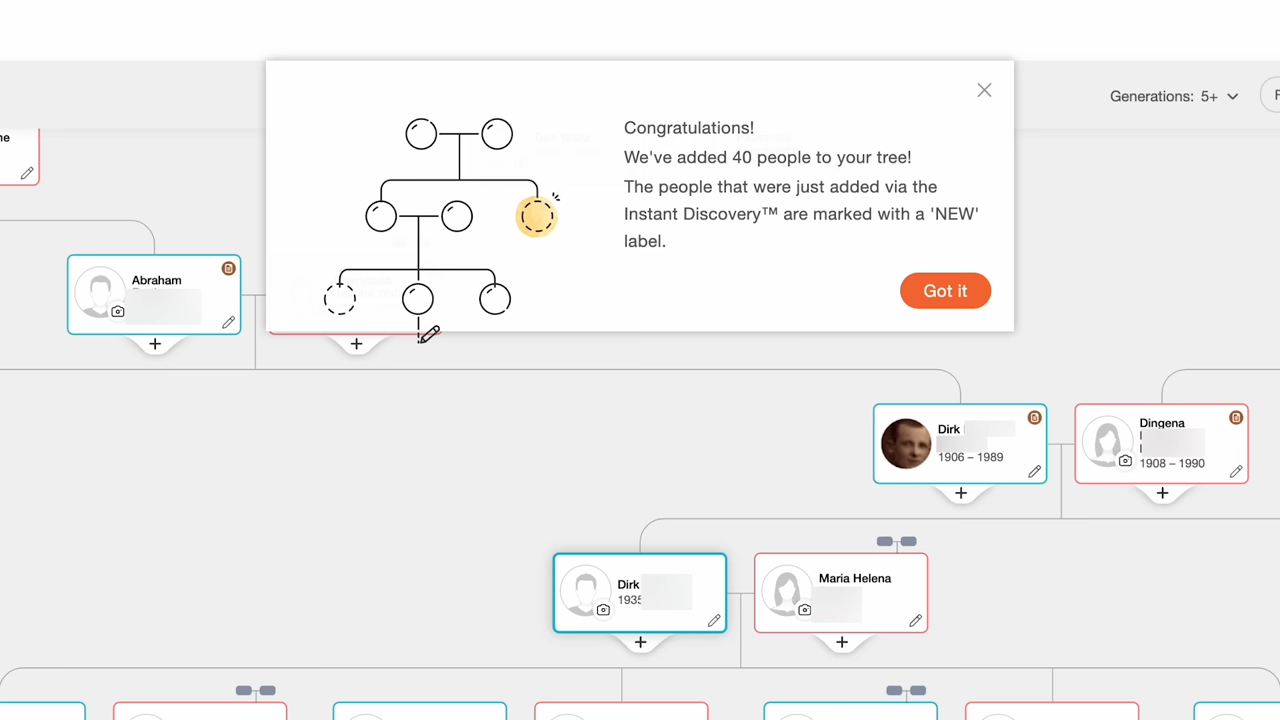 Congratulations!
We've added 40 people to your tree!
The people that were just added via the
Instant Discovery™ are marked with a 'NEW'
label.
Got it
Generations: 5+
F
ne
Abraham
Dirk
1906 – 1989
Dingena
1908 – 1990
Dirk
1935
Maria Helena